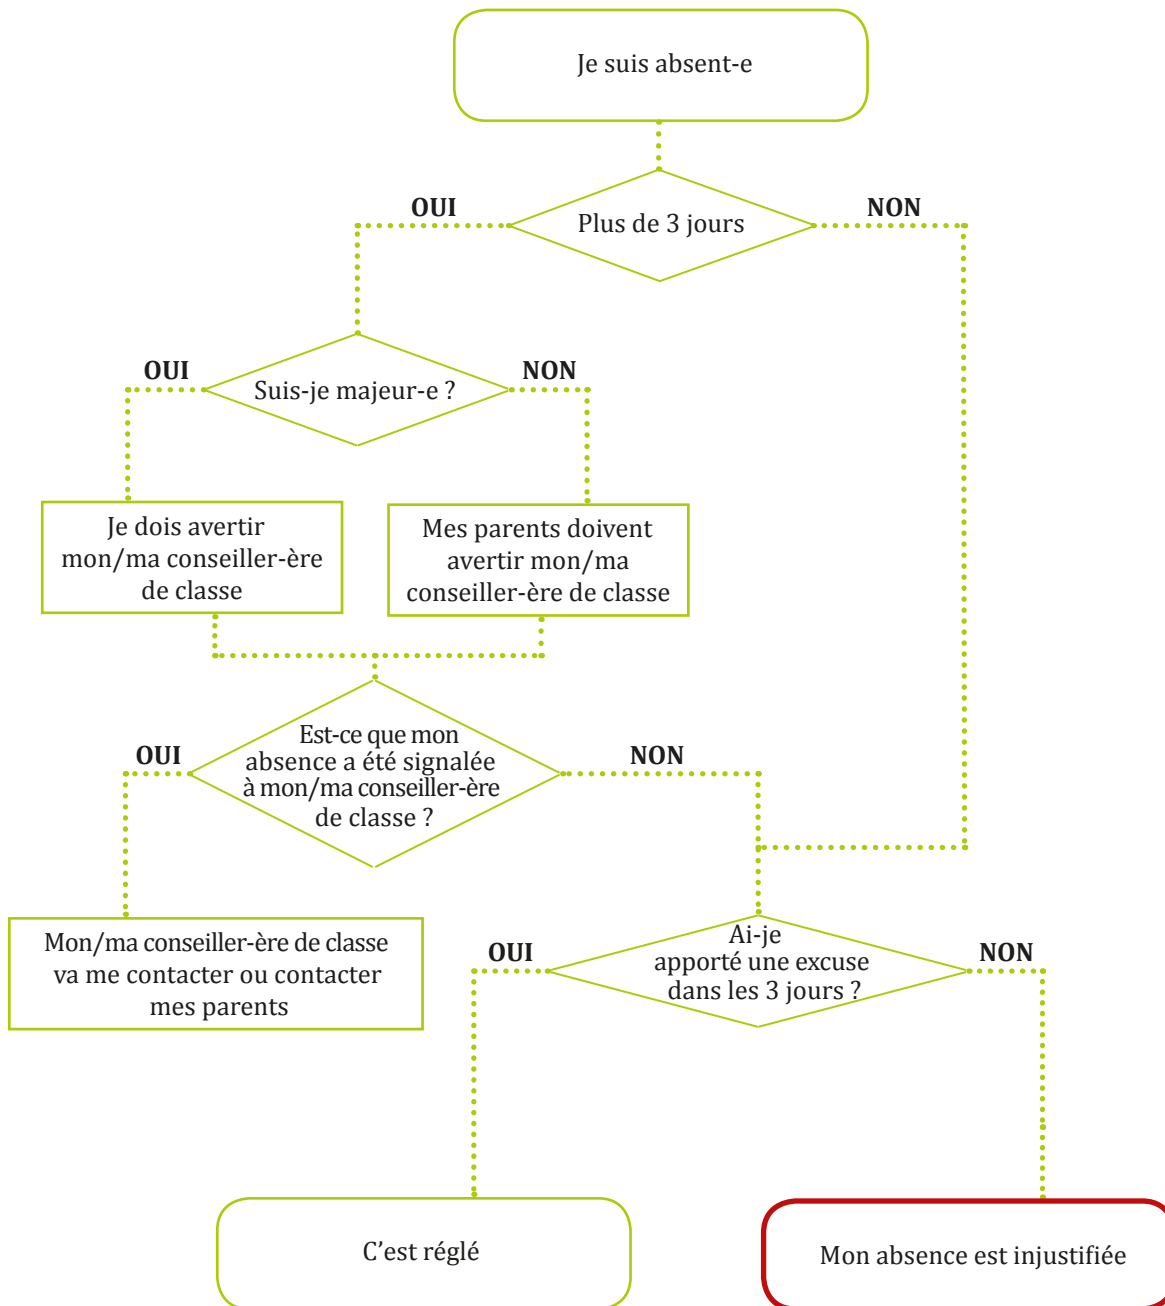 Je suis absent-e
OUI
NON
Plus de 3 jours
OUI
NON
Suis-je majeur-e ?
Je dois avertir
mon/ma conseiller-ère
de classe
Mes parents doivent
avertir mon/ma
conseiller-ère de classe
Est-ce que mon
absence a été signalée
à mon/ma conseiller-ère
de classe ?
OUI
NON
Mon/ma conseiller-ère de classe
va me contacter ou contacter
mes parents
Ai-je
apporté une excuse
dans les 3 jours ?
OUI
NON
C’est réglé
Mon absence est injustifiée